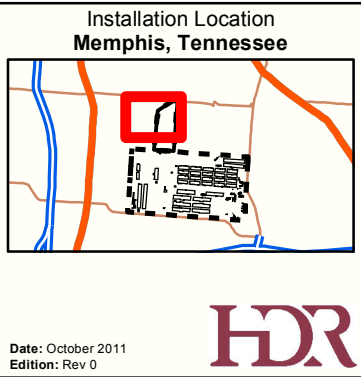 Installation Location
Memphis, Tennessee
Date: October 2011
Edition: Rev 0
HDR